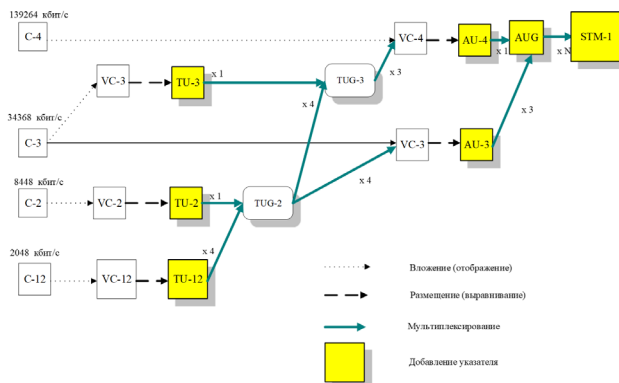 139264 кбит/с
C-4
VC-4
AU-4
x 1
AUG
x N
STM-1
VC-3
TU-3
x 1
TUG-3
x 3
x 4
x 3
34368 кбит/с
C-3
VC-3
AU-3
8448 кбит/с
x 4
C-2
VC-2
TU-2
x 1
TUG-2
2048 кбит/с
x 4
C-12
VC-12
TU-12
Вложение (отображение)
Размещение (выравнивание)
Мультиплексирование
Добавление указателя